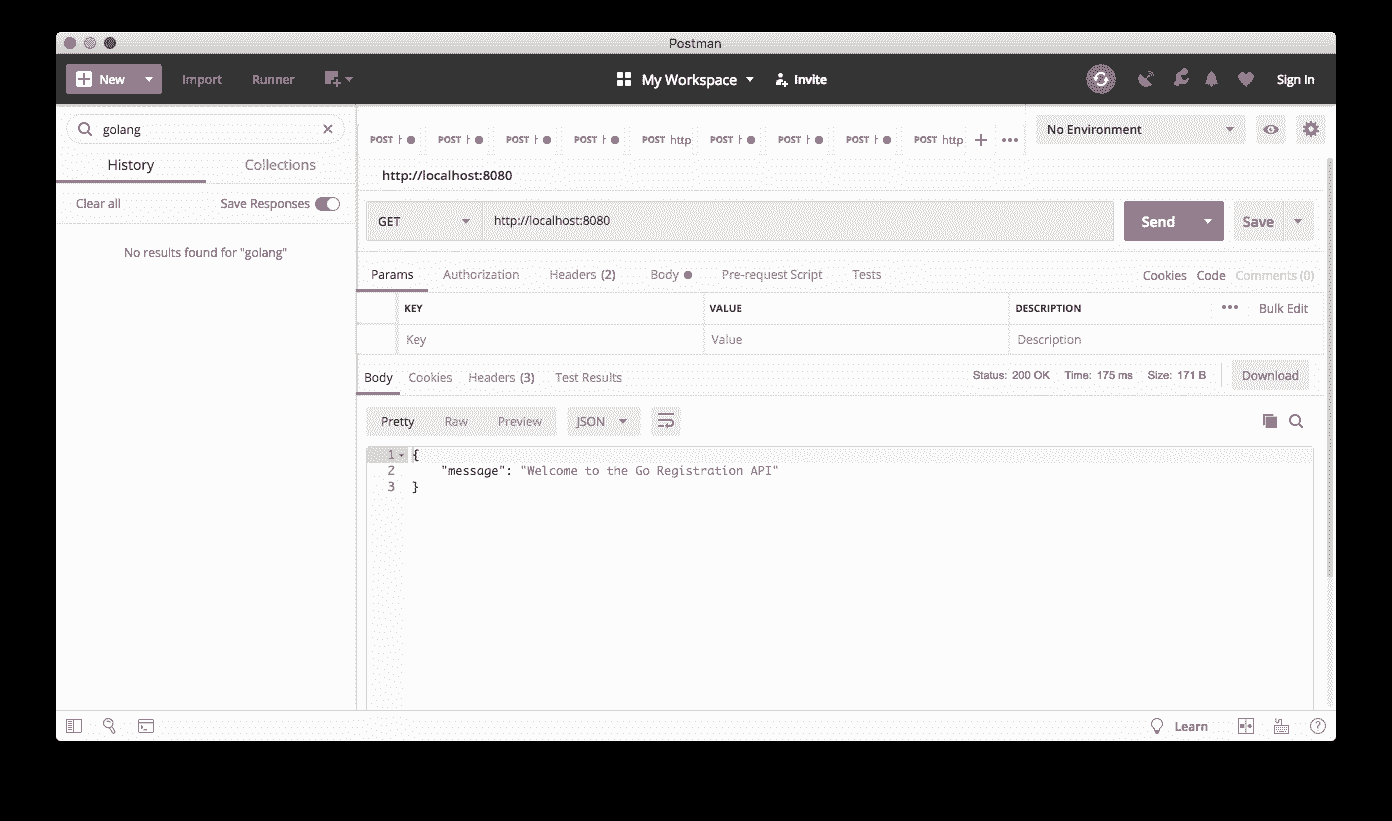 Postman
New Import Runner My Workspace Invite Sign In
golang
History Collections
Clear all Save Responses
No results found for "golang"
POST POST POST POST POST http POST POST POST POST http No Environment
http://localhost:8080
GET http://localhost:8080 Send Save
Params Authorization Headers (2) Body Pre-request Script Tests Cookies Code Comments (0)
KEY VALUE DESCRIPTION Bulk Edit
Key Value Description
Body Cookies Headers (3) Test Results Status: 200 OK Time: 175 ms Size: 171 B Download
Pretty Raw Preview JSON
1 {
2 "message": "Welcome to the Go Registration API"
3 }
Learn